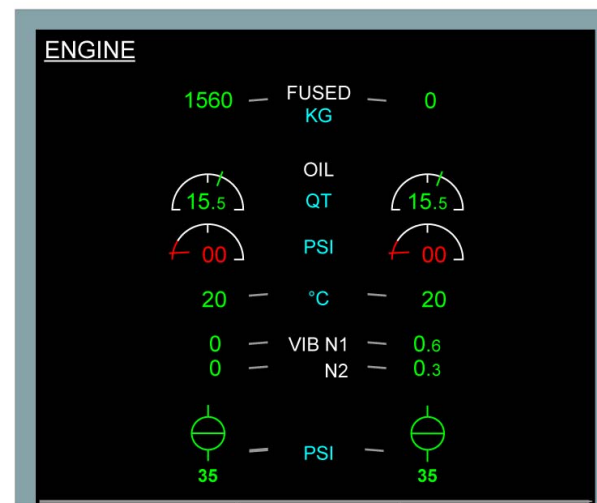 ENGINE
1560 FUSED 0
KG
OIL
15.5 QT 15.5
00 PSI 00
20 °C 20
0 VIB N1 0.6
0 N2 0.3
PSI
35 35